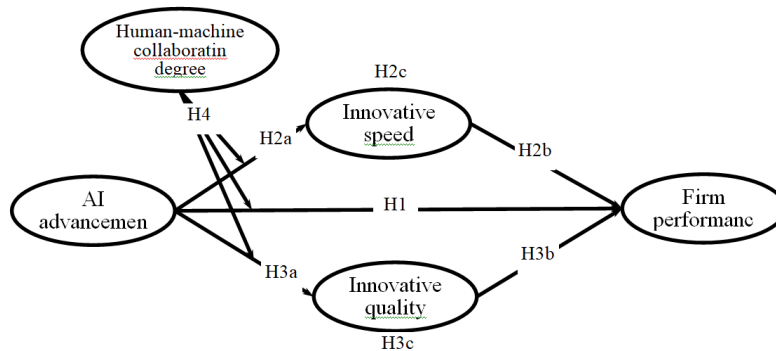 Human-machine
collaboratin
degree
H2c
H4
Innovative
speed
H2a
H2b
AI
advancemen
H1
Firm
performanc
H3a
H3b
Innovative
quality
H3c